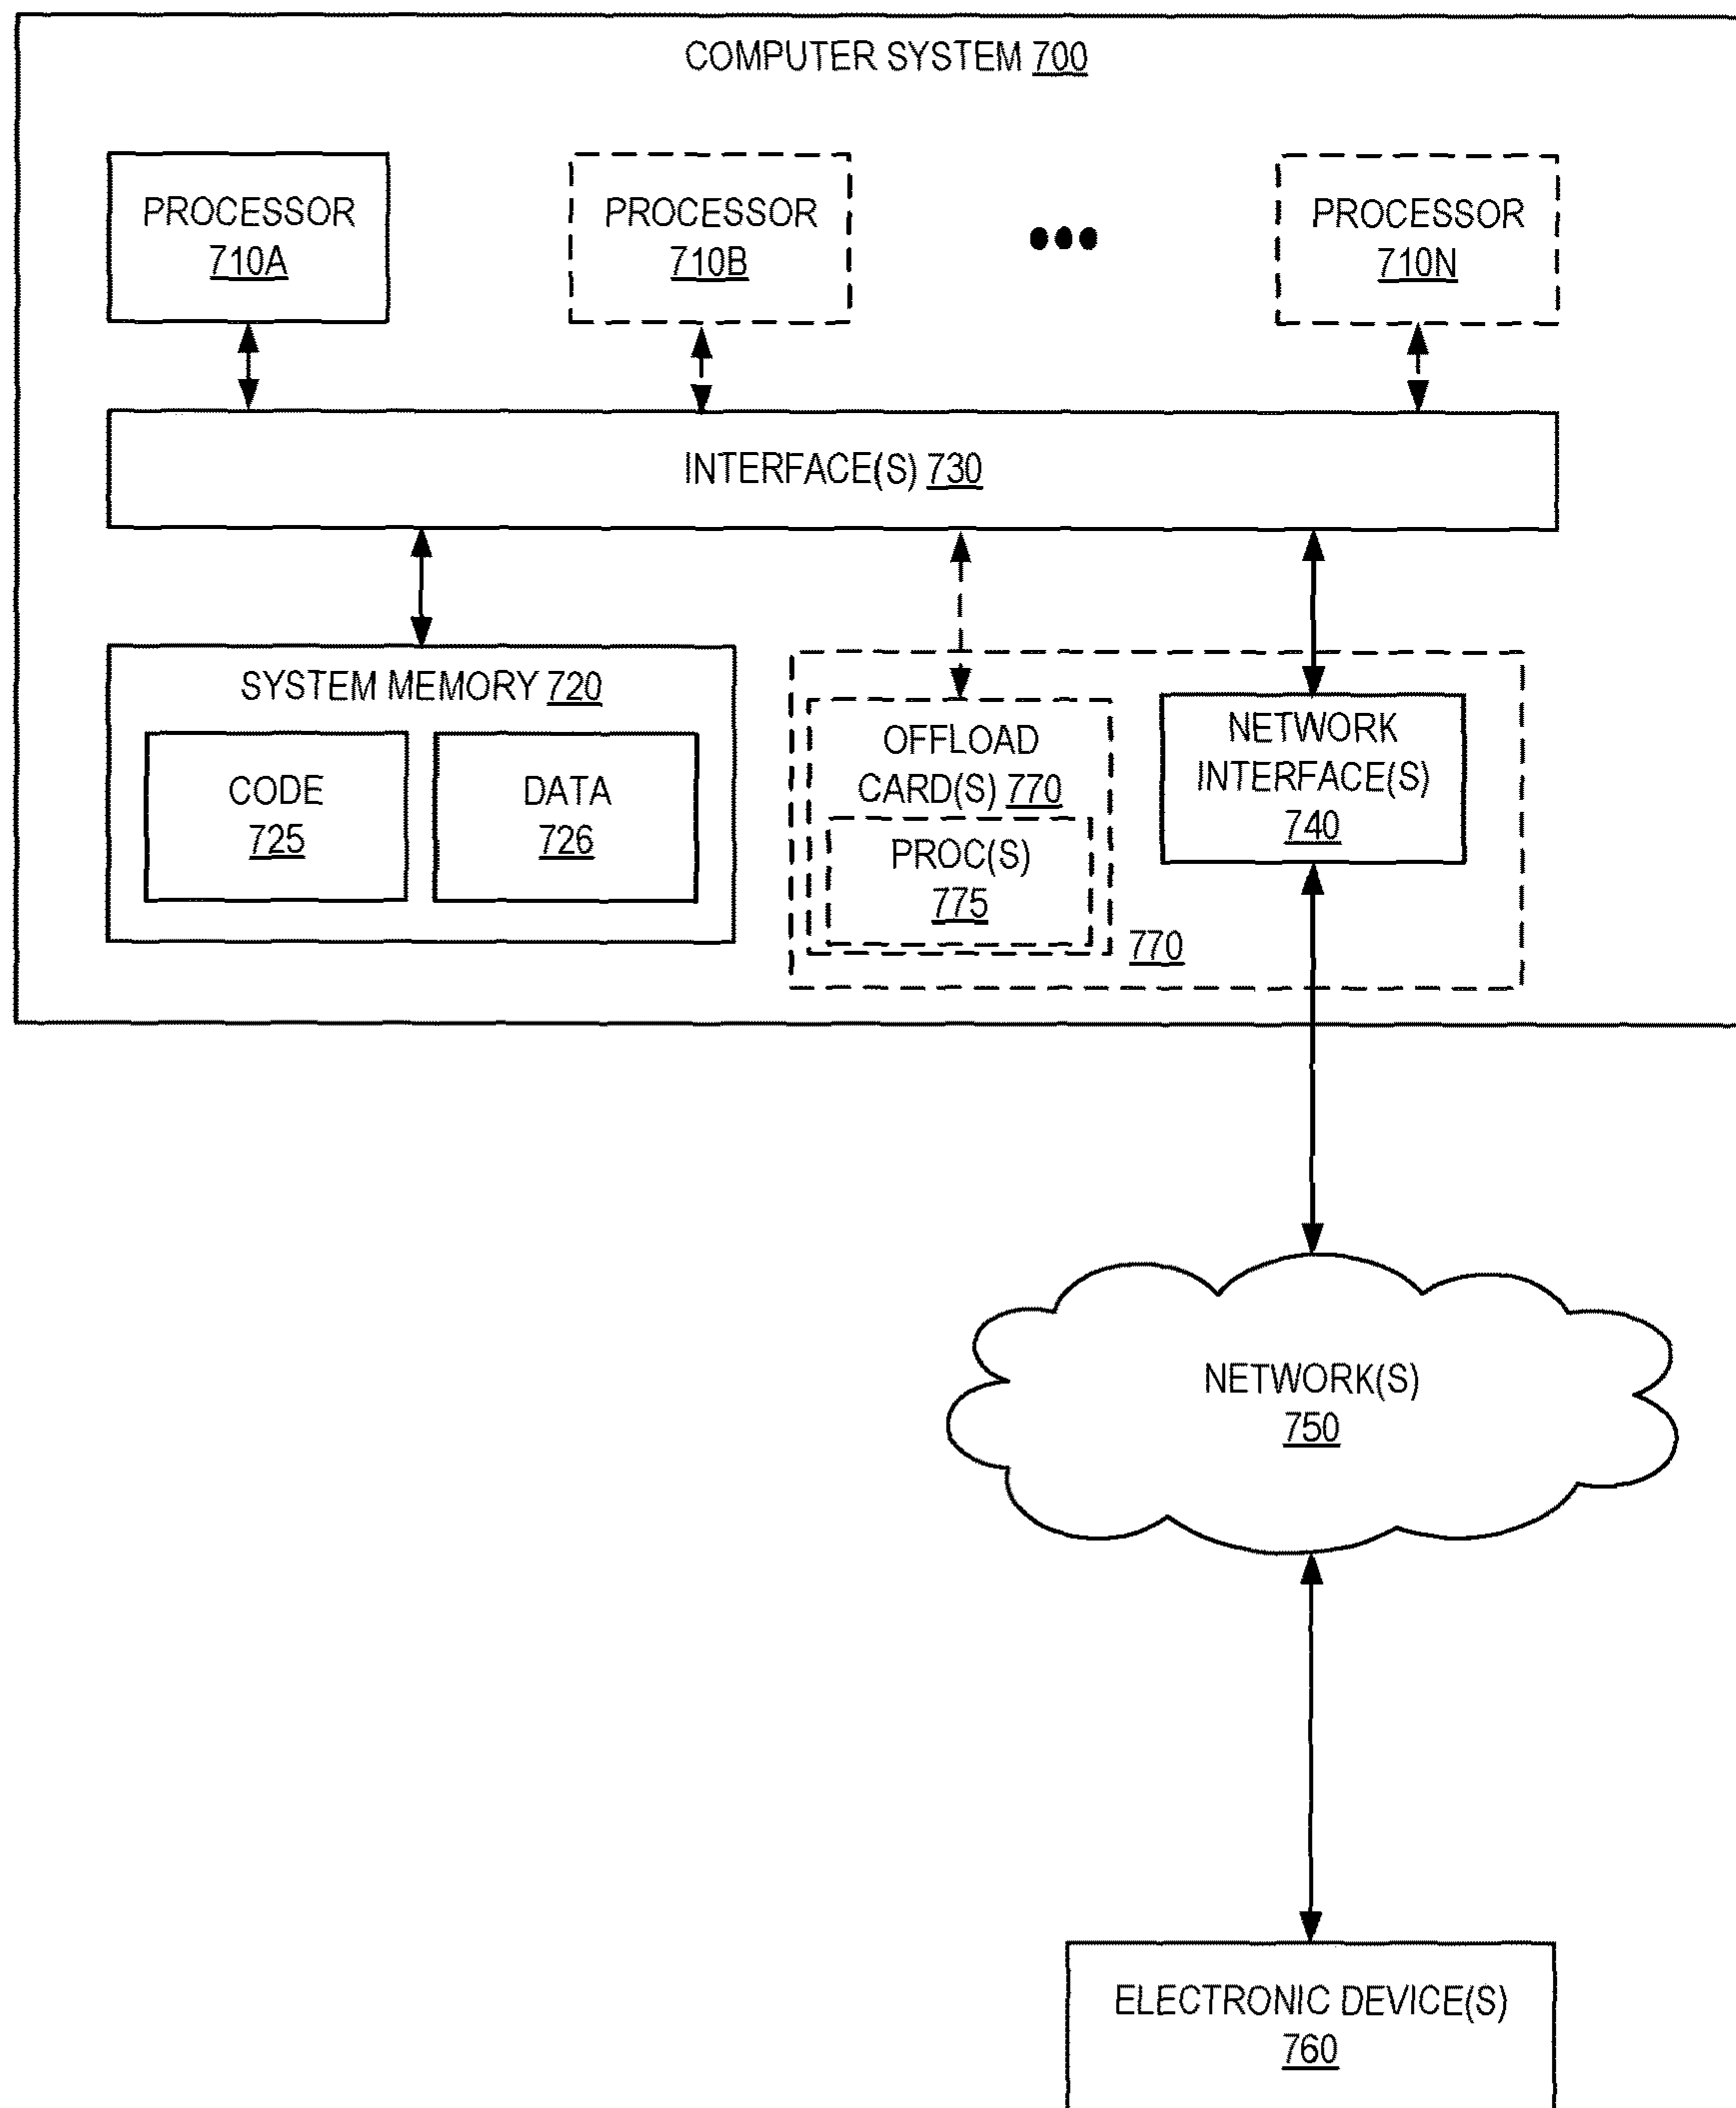 COMPUTER SYSTEM 700
PROCESSOR
710A
PROCESSOR
710B
PROCESSOR
710N
INTERFACE(S) 730
SYSTEM MEMORY 720
CODE
725
DATA
726
OFFLOAD
CARD(S) 770
PROC(S)
775
770
NETWORK
INTERFACE(S)
740
NETWORK(S)
750
ELECTRONIC DEVICE(S)
760